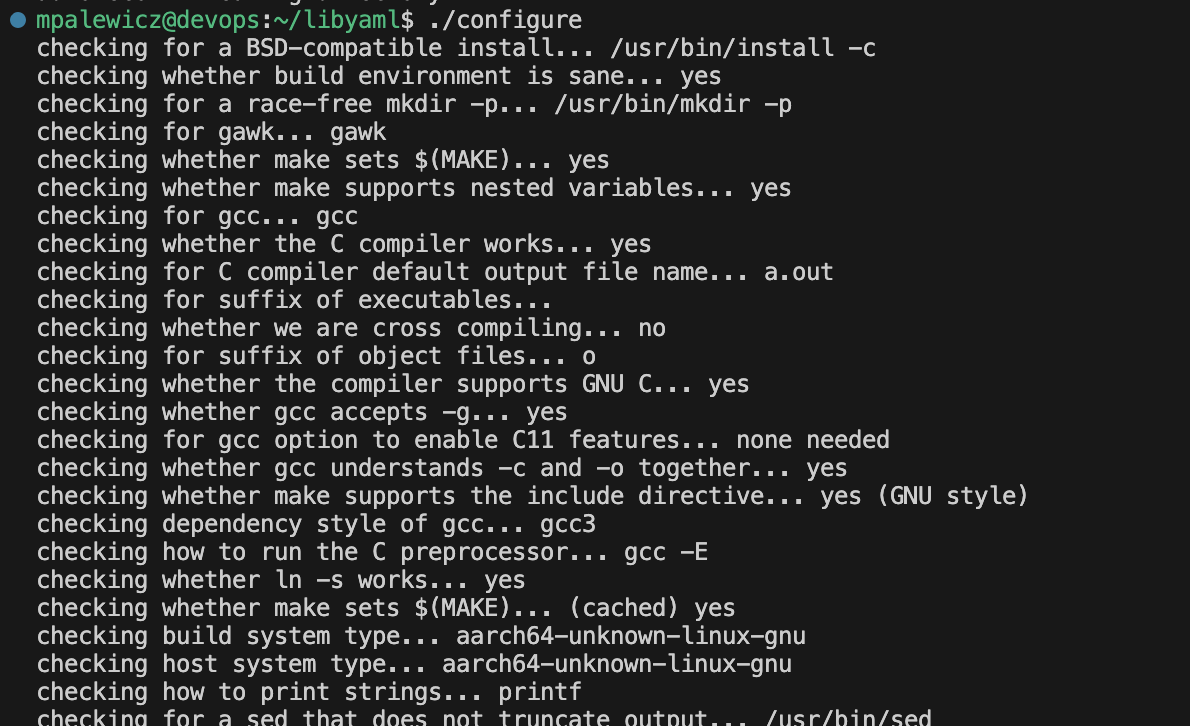 mpalewicz@devops:~/libyaml$ ./configure
checking for a BSD-compatible install... /usr/bin/install -c
checking whether build environment is sane... yes
checking for a race-free mkdir -p... /usr/bin/mkdir -p
checking for gawk... gawk
checking whether make sets $(MAKE)... yes
checking whether make supports nested variables... yes
checking for gcc... gcc
checking whether the C compiler works... yes
checking for C compiler default output file name... a.out
checking for suffix of executables...
checking whether we are cross compiling... no
checking for suffix of object files... o
checking whether the compiler supports GNU C... yes
checking whether gcc accepts -g... yes
checking for gcc option to enable C11 features... none needed
checking whether gcc understands -c and -o together... yes
checking whether make supports the include directive... yes (GNU style)
checking dependency style of gcc... gcc3
checking how to run the C preprocessor... gcc -E
checking whether ln -s works... yes
checking whether make sets $(MAKE)... (cached) yes
checking build system type... aarch64-unknown-linux-gnu
checking host system type... aarch64-unknown-linux-gnu
checking how to print strings... printf
checking for a sed that does not truncate output... /usr/bin/sed